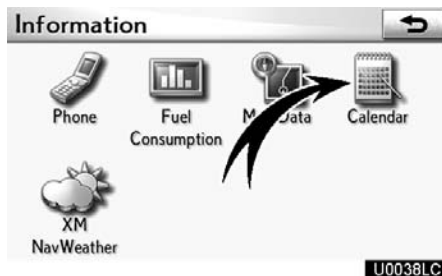 Information
Phone
Fuel
Consumption
Data
Calendar
XM
NavWeather
U0038LC